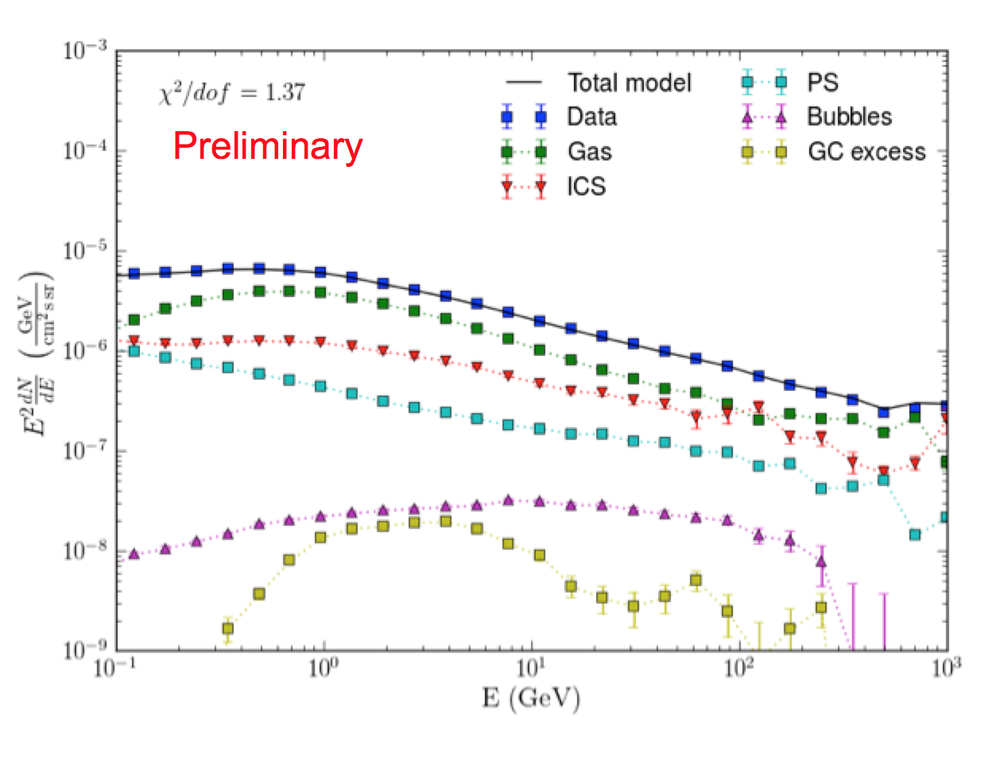 10⁻³
10⁻⁴
10⁻⁵
10⁻⁶
10⁻⁷
10⁻⁸
10⁻⁹
E² dN/dE (GeV/cm² s sr)
χ²/dof = 1.37
Preliminary
Total model
Data
Gas
ICS
PS
Bubbles
GC excess
10⁻¹ 10⁰ 10¹ 10² 10³
E (GeV)